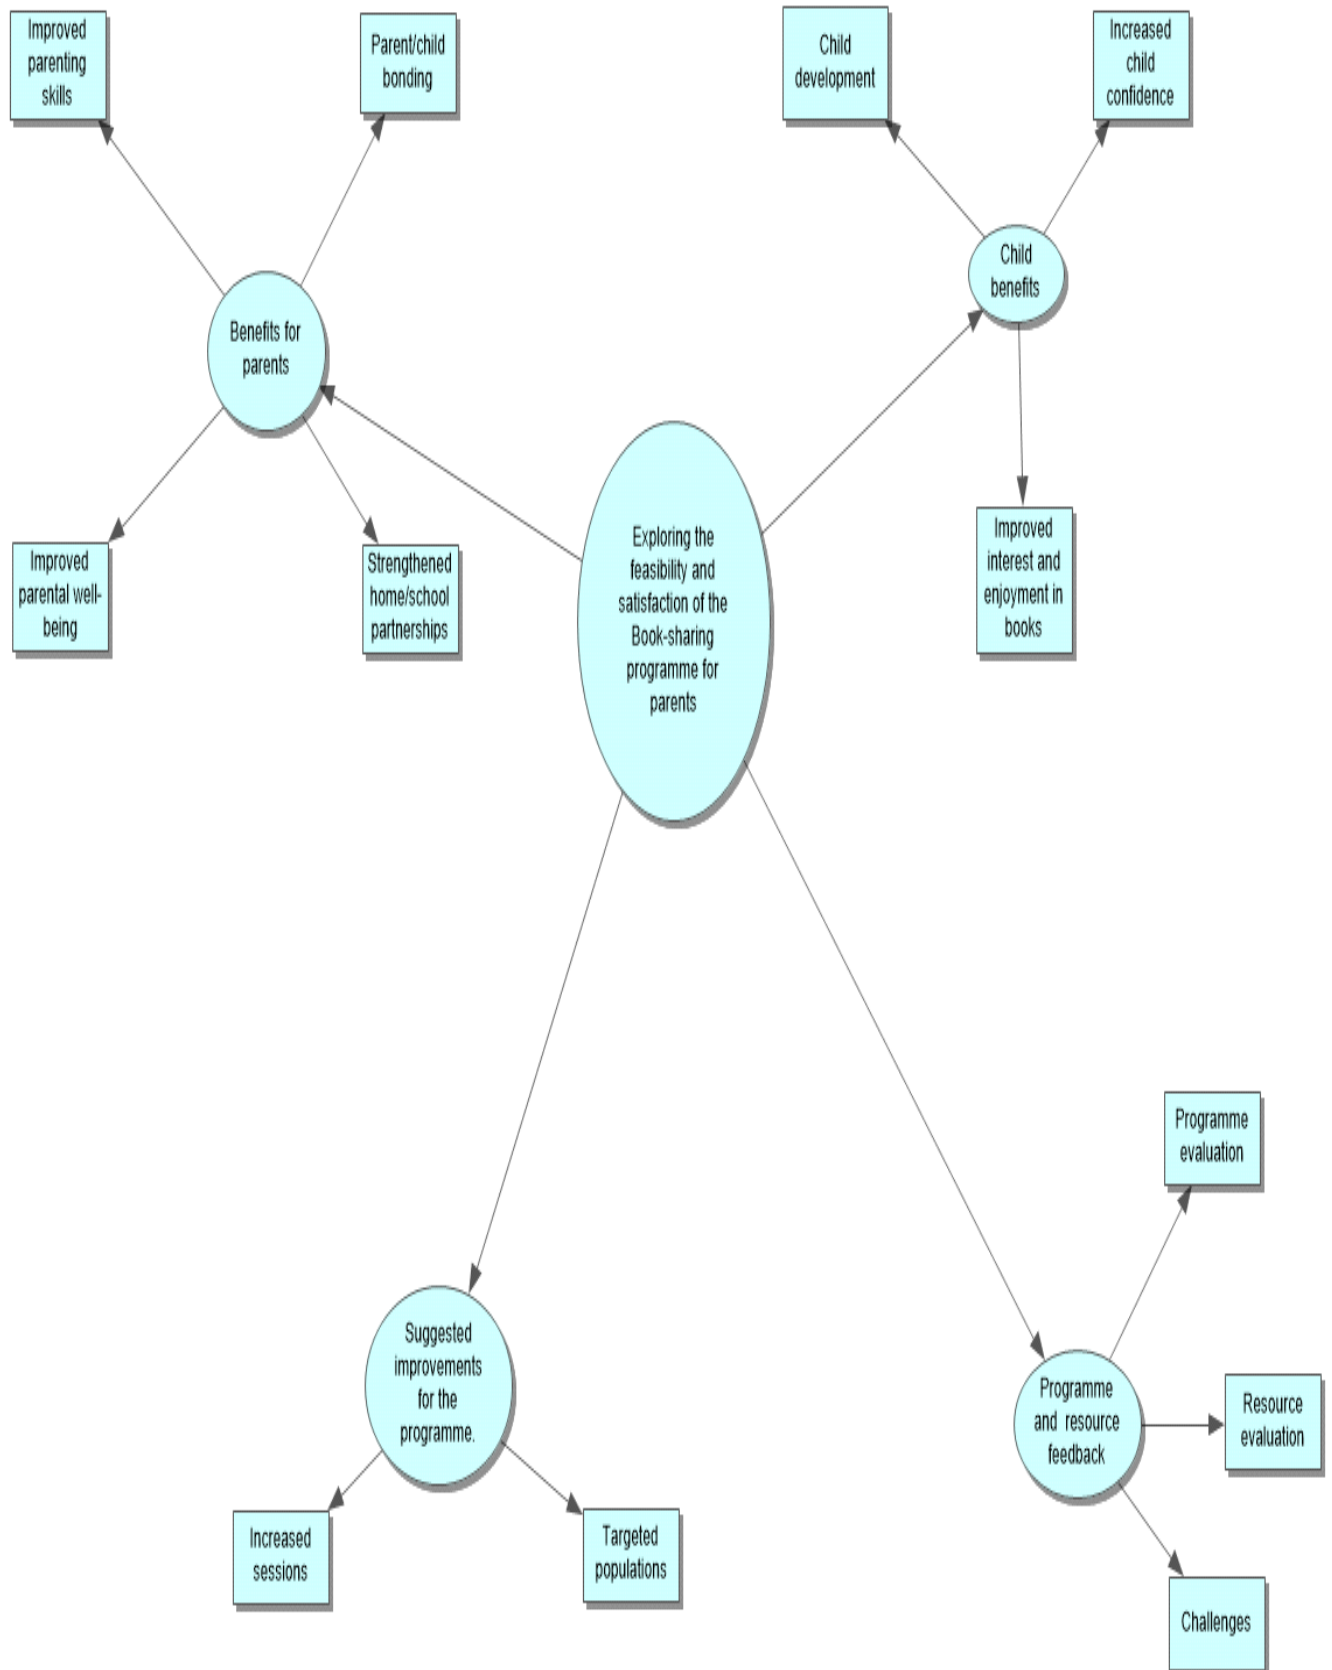 Improved
parenting
skills
Parent/child
bonding
Child
development
Increased
child
confidence
Benefits for
parents
Child
benefits
Improved
parental well-
being
Strengthened
home/school
partnerships
Exploring the
feasibility and
satisfaction of the
Book-sharing
programme for
parents
Improved
interest and
enjoyment in
books
Suggested
improvements
for the
programme.
Increased
sessions
Targeted
populations
Programme
and resource
feedback
Programme
evaluation
Resource
evaluation
Challenges